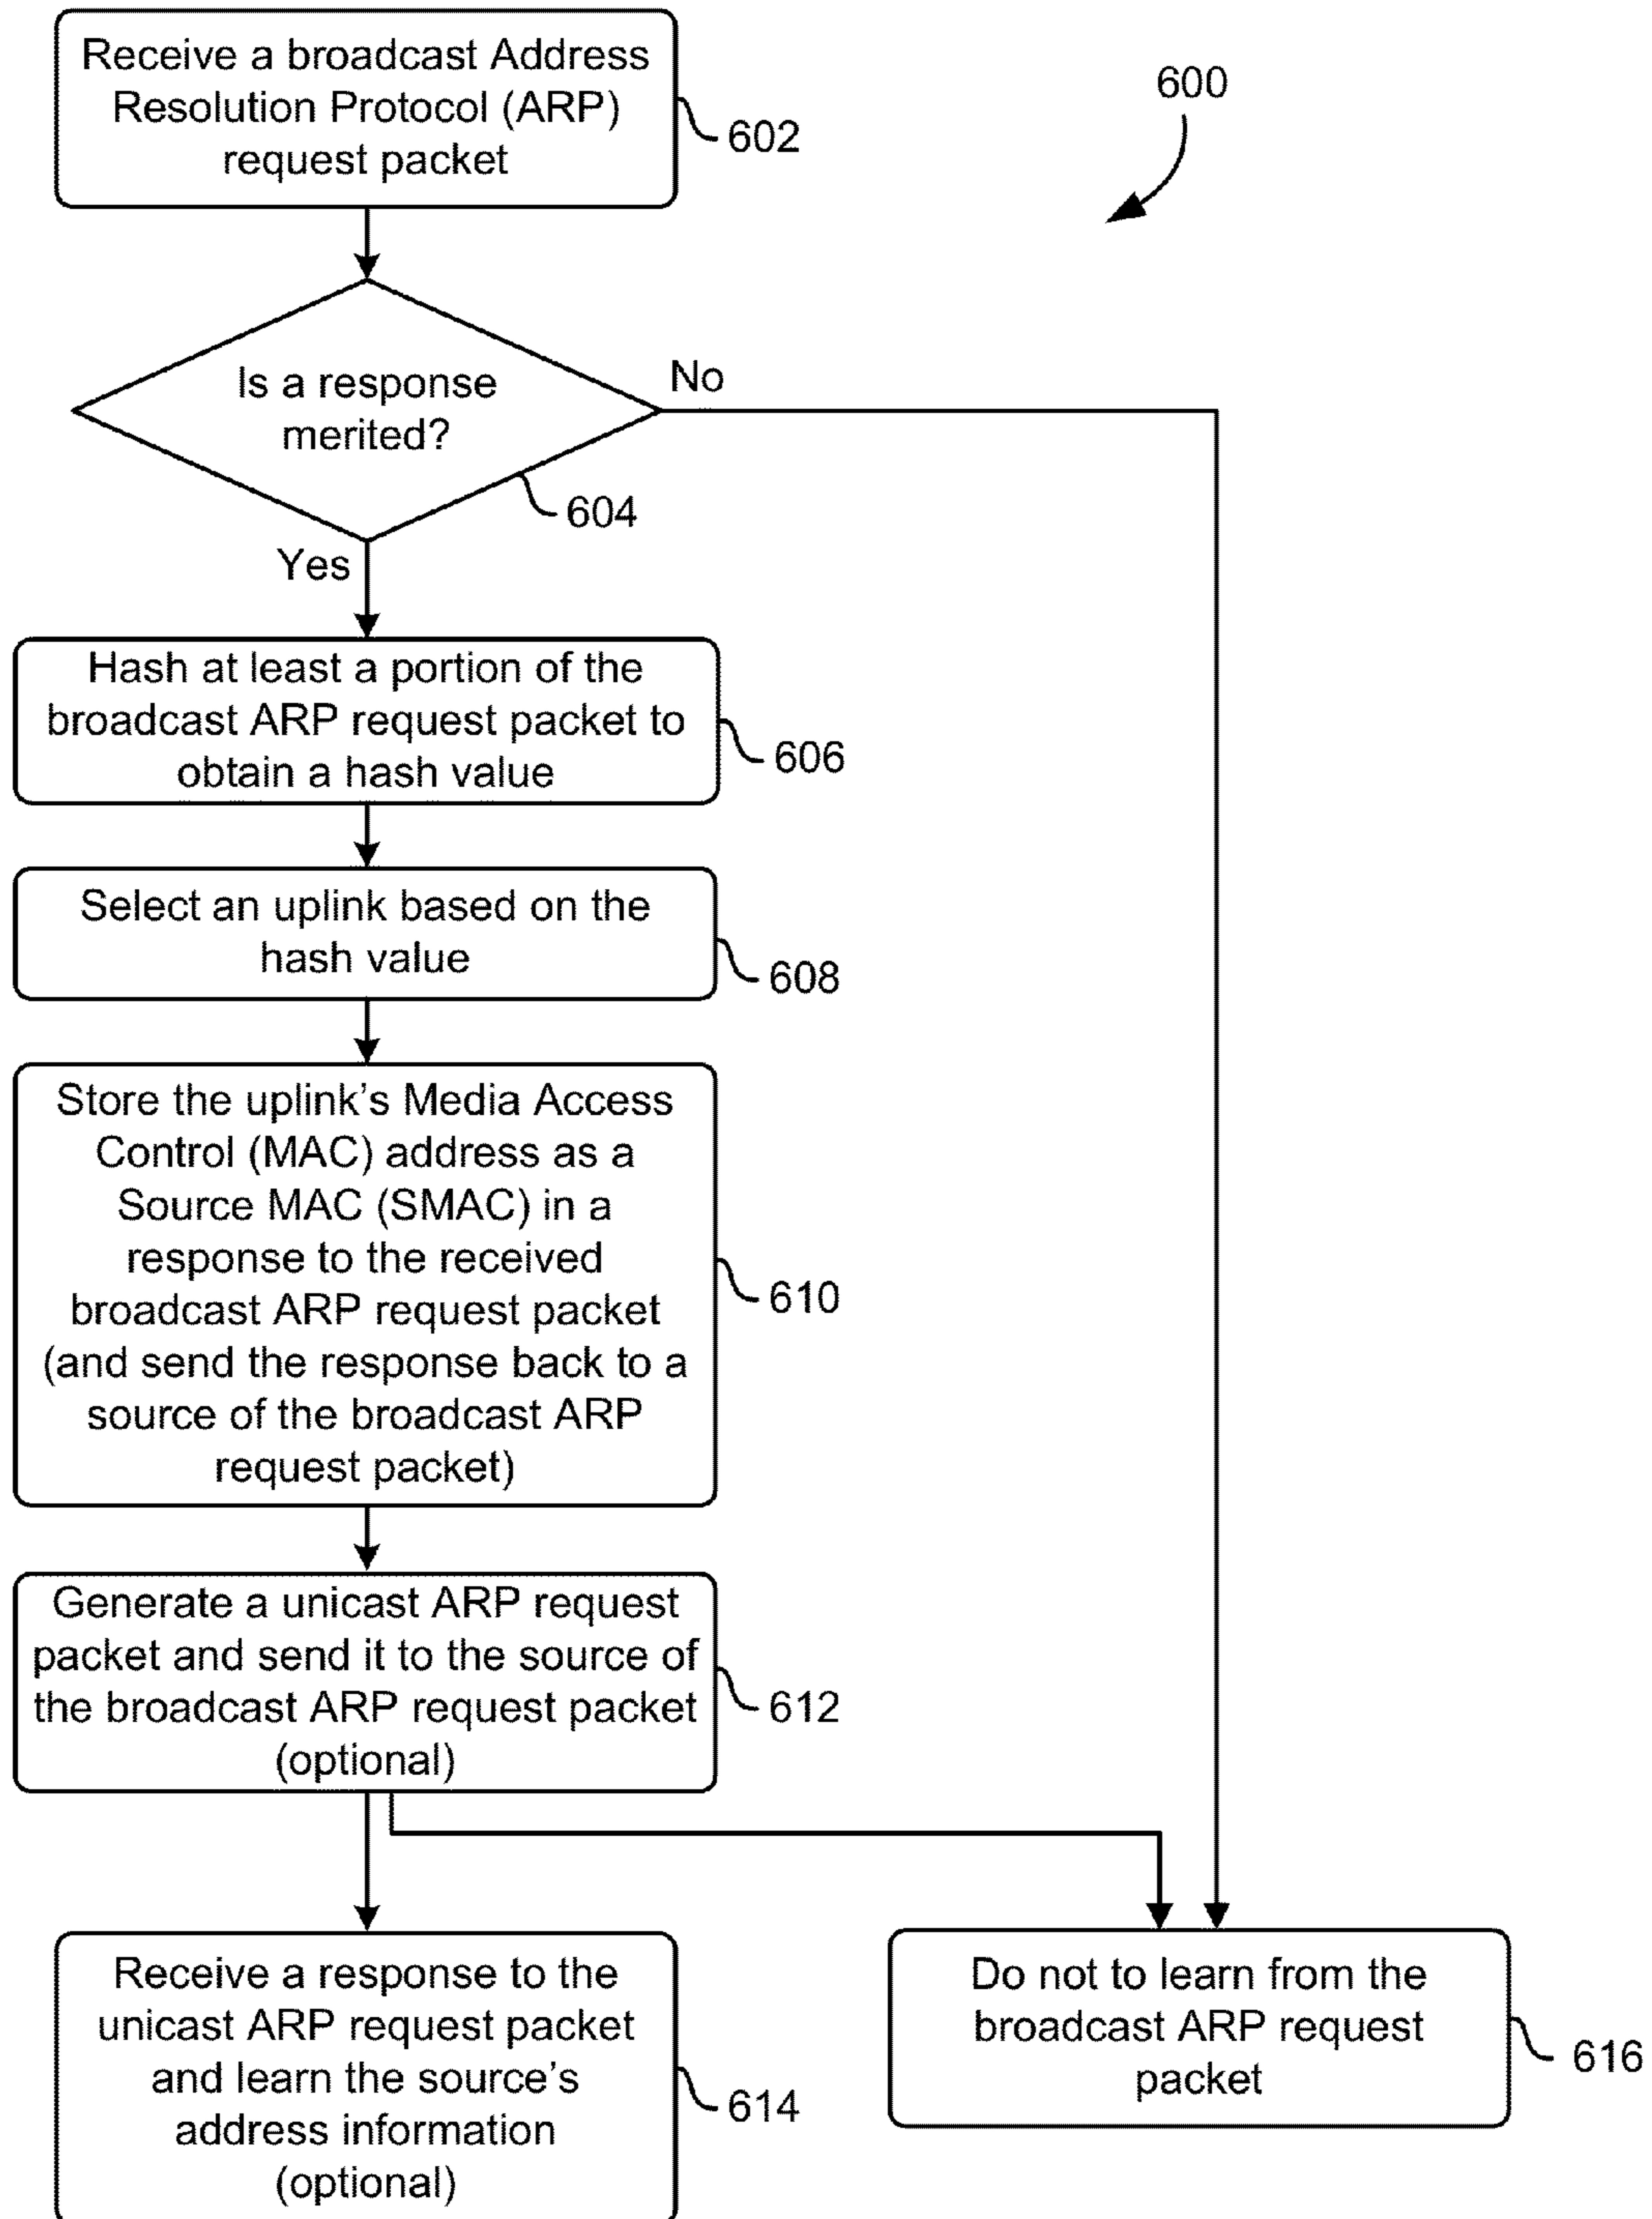 Receive a broadcast Address
Resolution Protocol (ARP)
request packet
602
600
Is a response
merited?
No
604
Yes
Hash at least a portion of the
broadcast ARP request packet to
obtain a hash value
606
Select an uplink based on the
hash value
608
Store the uplink's Media Access
Control (MAC) address as a
Source MAC (SMAC) in a
response to the received
broadcast ARP request packet
(and send the response back to a
source of the broadcast ARP
request packet)
610
Generate a unicast ARP request
packet and send it to the source of
the broadcast ARP request packet
(optional)
612
Receive a response to the
unicast ARP request packet
and learn the source's
address information
(optional)
614
Do not to learn from the
broadcast ARP request
packet
616